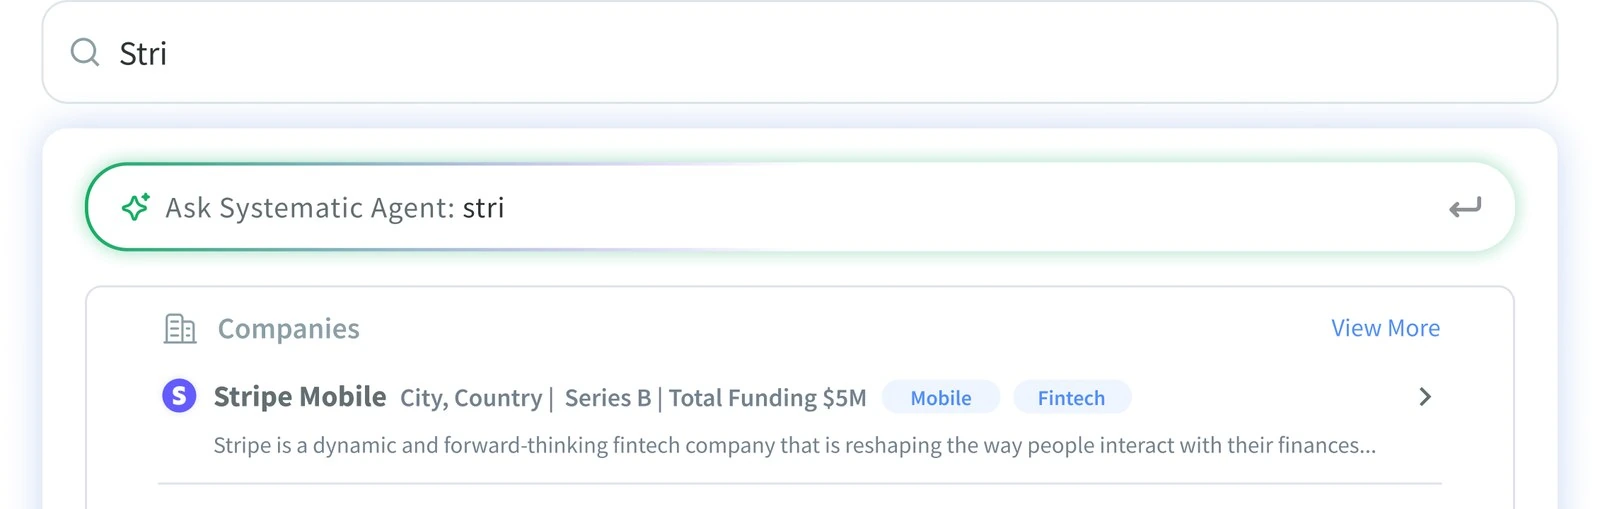 Stri
Ask Systematic Agent: stri
Companies
View More
S
Stripe Mobile City, Country | Series B | Total Funding $5M Mobile Fintech
Stripe is a dynamic and forward-thinking fintech company that is reshaping the way people interact with their finances...